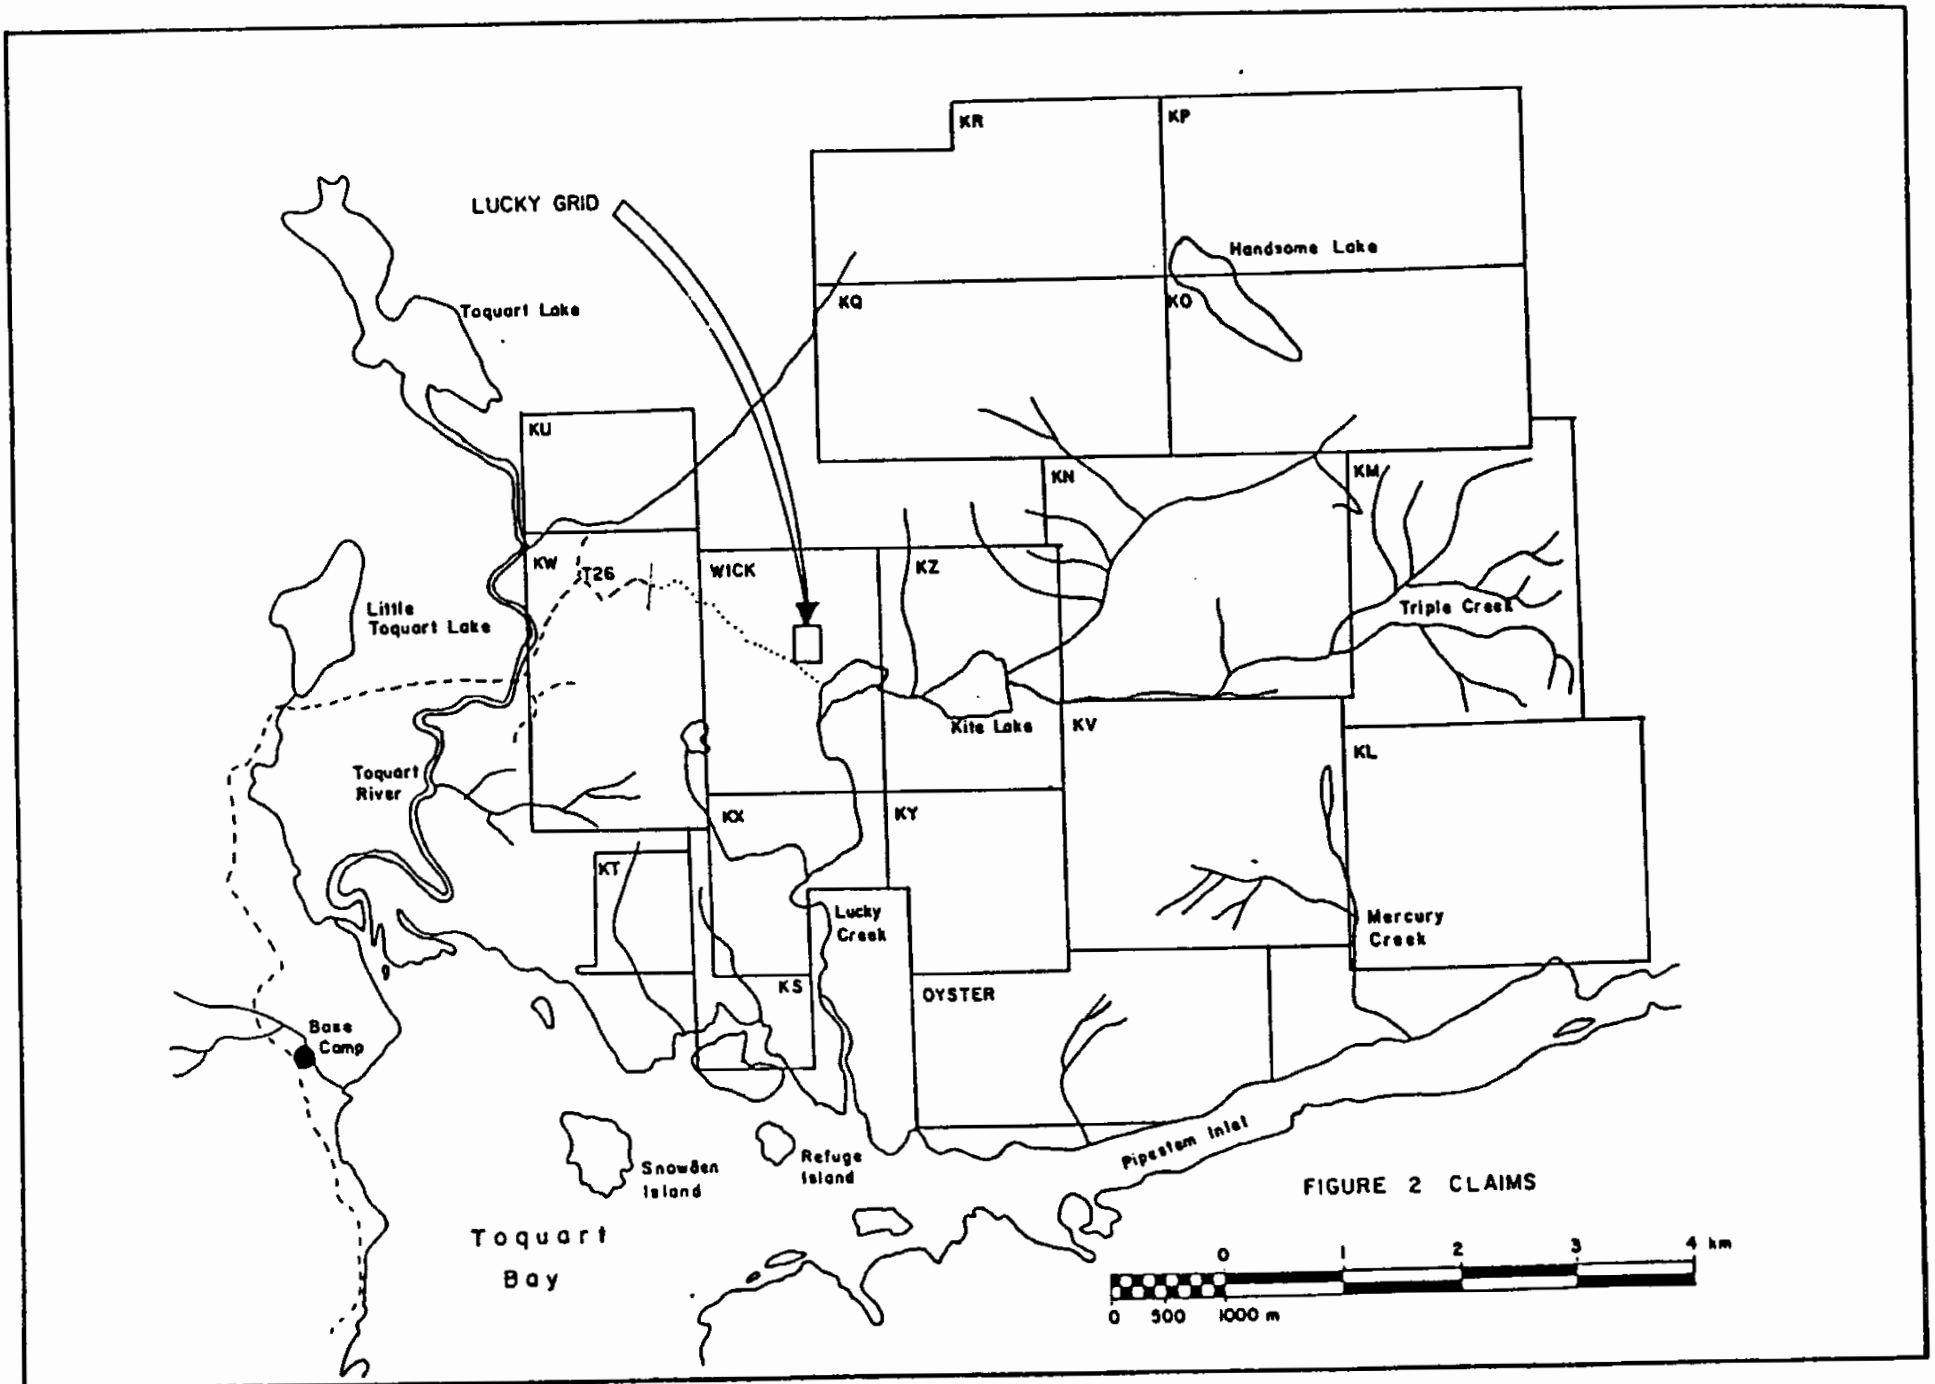 KR
KP
LUCKY GRID
Handsome Lake
KQ
KO
Toquart Lake
KU
KN
KM
KW
T26
WICK
KZ
Little
Toquart Lake
Triple Creek
Kite Lake
KV
KL
Toquart
River
KX
KY
KT
Lucky
Creek
Mercury
Creek
KS
OYSTER
Base
Camp
Snowden
Island
Refuge
Island
Pipestem Inlet
FIGURE 2 CLAIMS
Toquart
Bay
0 1 2 3 4 km
0 500 1000 m